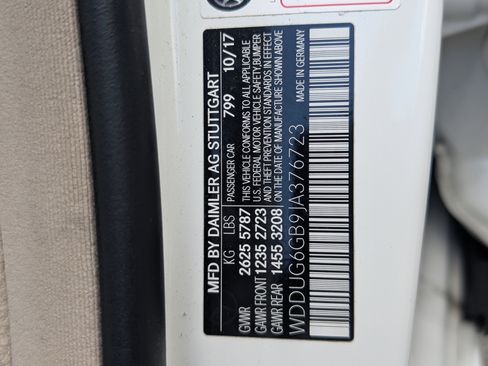 MFD BY DAIMLER AG STUTTGART
KG LBS PASSENGER CAR 799 10/17
GVWR 2625 5787 THIS VEHICLE CONFORMS TO ALL APPLICABLE
GAWR FRONT 1235 2723 U.S. FEDERAL MOTOR VEHICLE SAFETY,BUMPER
AND THEFT PREVENTION STANDARDS IN EFFECT
GAWR REAR 1455 3208 ON THE DATE OF MANUFACTURE SHOWN ABOVE
MADE IN GERMANY
WDDUG6GB9JA376723